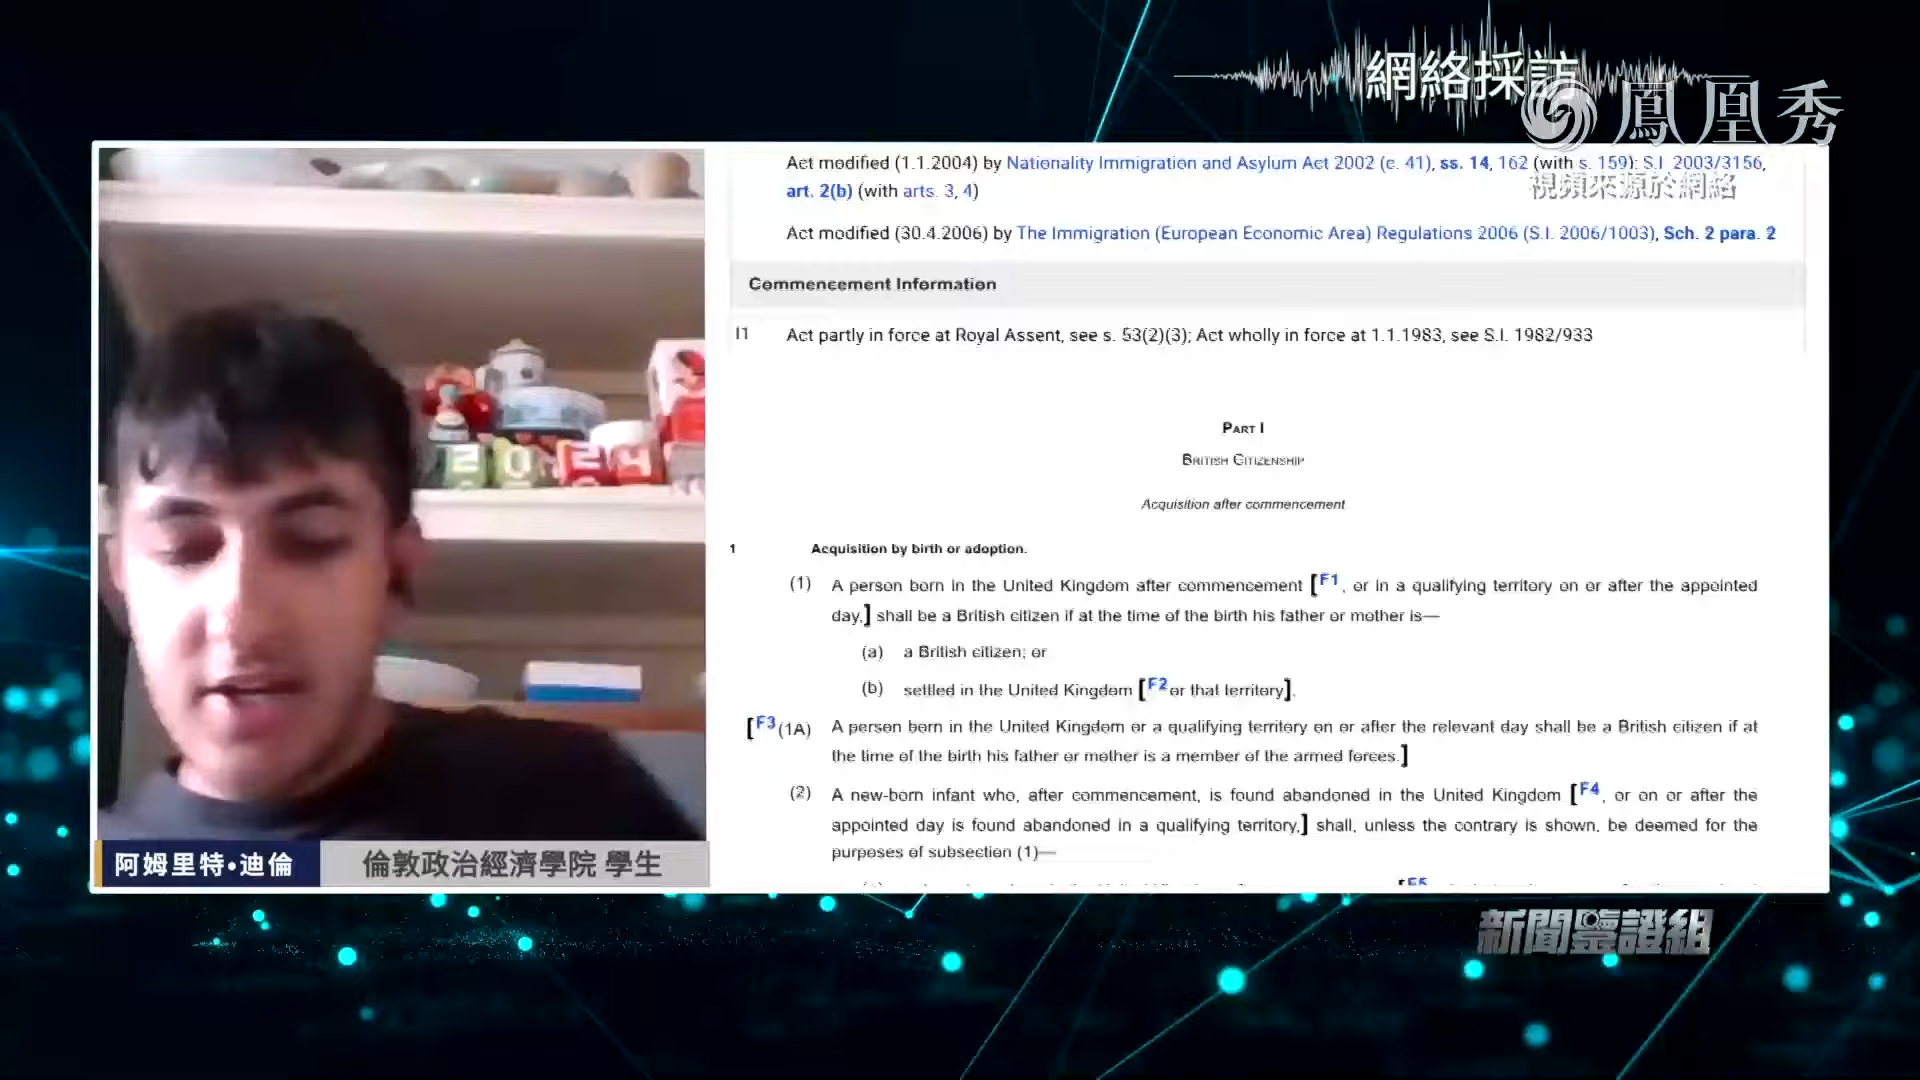 網絡採訪
鳳凰秀
視頻來源於網絡
Act modified (1.1.2004) by Nationality Immigration and Asylum Act 2002 (c. 41), ss. 14, 162 (with s. 159); S.I. 2003/3156,
art. 2(b) (with arts. 3, 4)
Act modified (30.4.2006) by The Immigration (European Economic Area) Regulations 2006 (S.I. 2006/1003), Sch. 2 para. 2
Commencement Information
I1 Act partly in force at Royal Assent, see s. 53(2)(3); Act wholly in force at 1.1.1983, see S.I. 1982/933
PART I
BRITISH CITIZENSHIP
Acquisition after commencement
1 Acquisition by birth or adoption.
(1) A person born in the United Kingdom after commencement [F1, or in a qualifying territory on or after the appointed
day,] shall be a British citizen if at the time of the birth his father or mother is—
(a) a British citizen; or
(b) settled in the United Kingdom [F2 or that territory].
[F3(1A) A person born in the United Kingdom or a qualifying territory on or after the relevant day shall be a British citizen if at
the time of the birth his father or mother is a member of the armed forces.]
(2) A new-born infant who, after commencement, is found abandoned in the United Kingdom [F4, or on or after the
appointed day is found abandoned in a qualifying territory,] shall, unless the contrary is shown, be deemed for the
purposes of subsection (1)—
[F5
2024
阿姆里特•迪倫
倫敦政治經濟學院 學生
新聞鑒證組